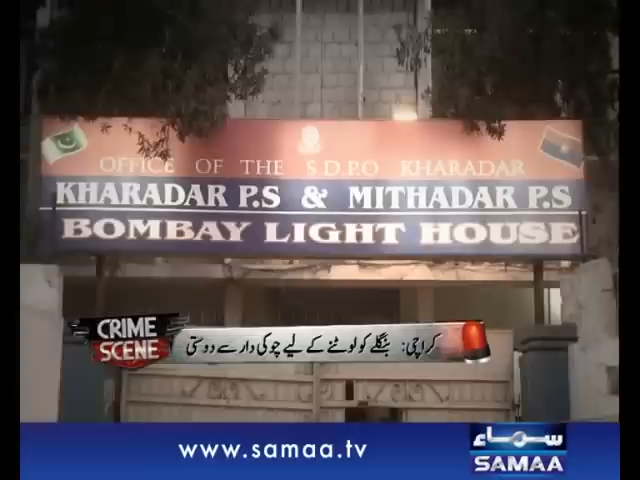 OFFICE OF THE S.D.P.O KHARADAR
KHARADAR P.S & MITHADAR P.S
BOMBAY LIGHT HOUSE
CRIME
SCENE
کراچی: بنگلے کو لوٹنے کے لیے چوکی دار سے دوستی
www.samaa.tv
سماء
SAMAA